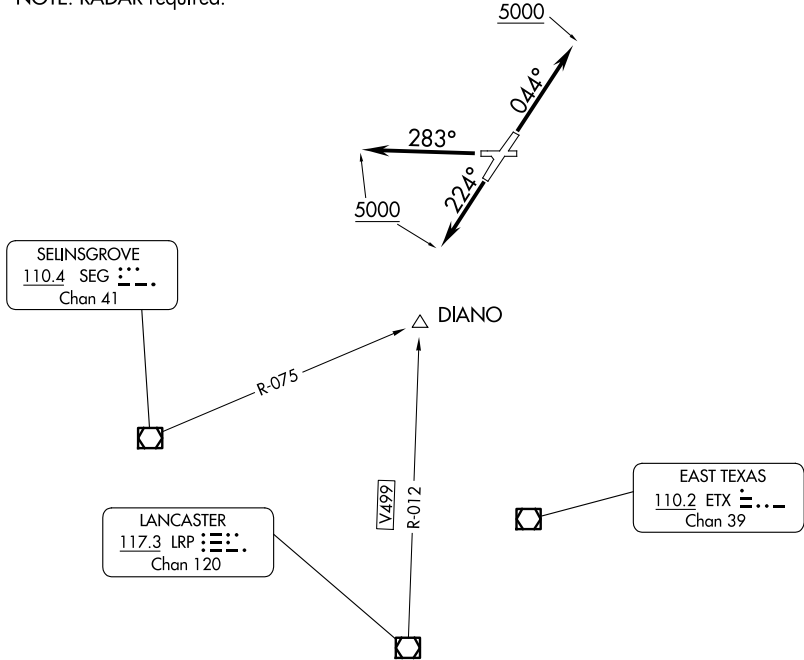 NOTE: RADAR required.
5000
044°
283°
224°
5000
SELINSGROVE
110.4 SEG
Chan 41
DIANO
R-075
V499
R-012
EAST TEXAS
110.2 ETX
Chan 39
LANCASTER
117.3 LRP
Chan 120